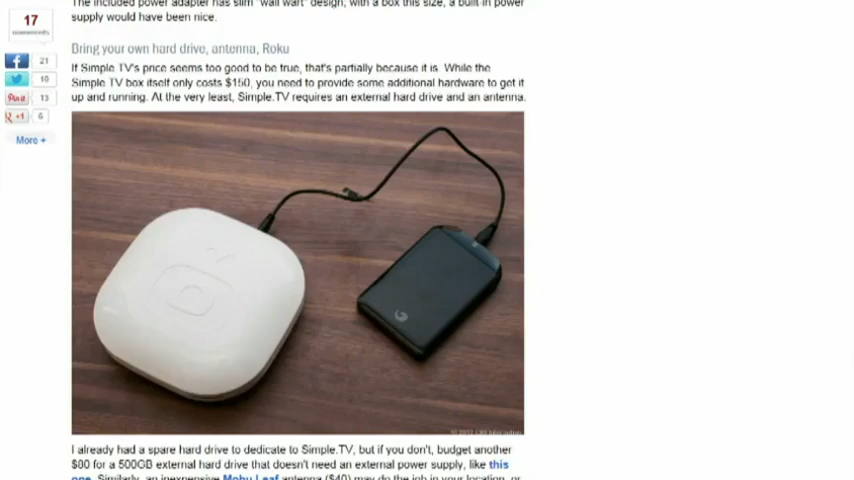 The included power adapter has slim "wall wart" design; with a box this size, a built-in power
supply would have been nice.
17
comments
Bring your own hard drive, antenna, Roku
21
If Simple TV's price seems too good to be true, that's partially because it is. While the
10
Simple TV box itself only costs $150, you need to provide some additional hardware to get it
Pin it 13
up and running. At the very least, Simple.TV requires an external hard drive and an antenna.
+1 6
More +
I already had a spare hard drive to dedicate to Simple.TV, but if you don't, budget another
$80 for a 500GB external hard drive that doesn't need an external power supply, like this
one. Similarly, an inexpensive Mohu Leaf antenna ($40) may do the job in your location, or